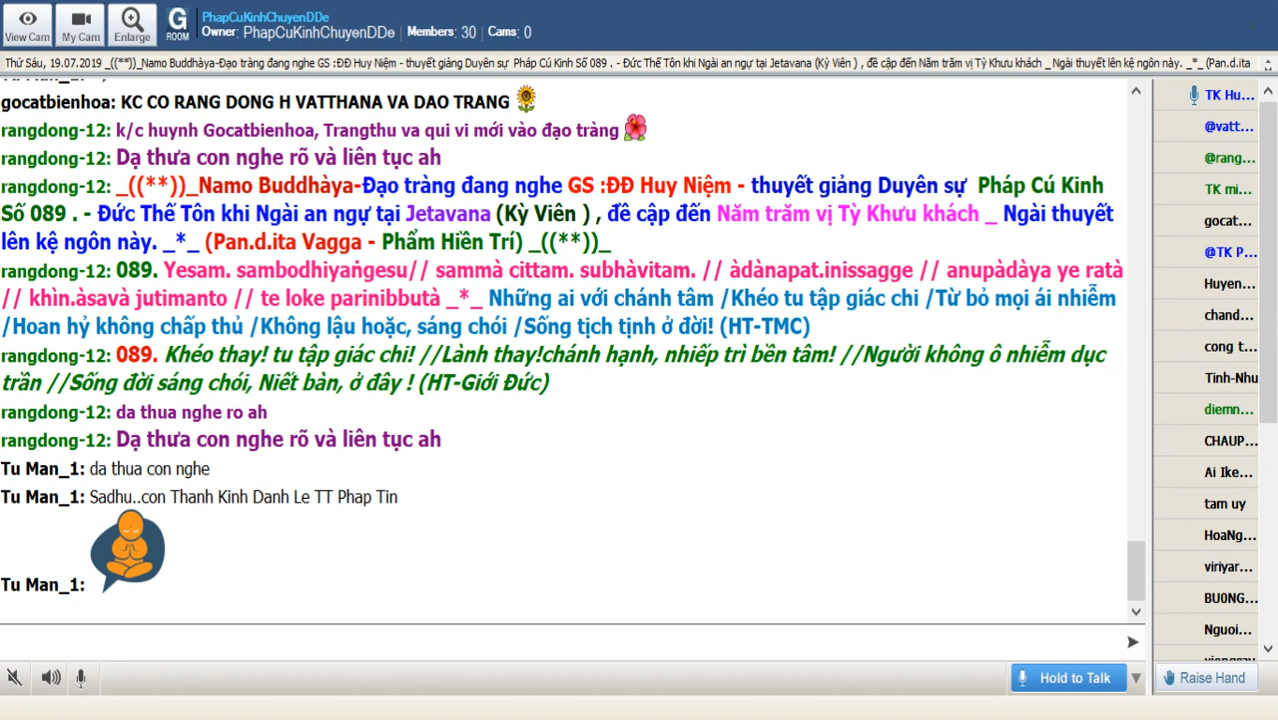 PhapCuKinhChuyenDDe
G
ROOM
Owner: PhapCuKinhChuyenDDe Members: 30 Cams: 0
View Cam My Cam Enlarge
Thứ Sáu, 19.07.2019 _((**))_Namo Buddhàya-Đạo tràng đang nghe GS :ĐĐ Huy Niệm - thuyết giảng Duyên sự Pháp Cú Kinh Số 089 . - Đức Thế Tôn khi Ngài an ngự tại Jetavana (Kỳ Viên ) , đề cập đến Năm trăm vị Tỳ Khưu khách _ Ngài thuyết lên kệ ngôn này. _*_ (Pan.d.ita
gocatbienhoa: KC CO RANG DONG H VATTHANA VA DAO TRANG
rangdong-12: k/c huynh Gocatbienhoa, Trangthu va qui vi mới vào đạo tràng
rangdong-12: Dạ thưa con nghe rõ và liên tục ah
rangdong-12: _((**))_Namo Buddhàya-Đạo tràng đang nghe GS :ĐĐ Huy Niệm - thuyết giảng Duyên sự Pháp Cú Kinh
Số 089 . - Đức Thế Tôn khi Ngài an ngự tại Jetavana (Kỳ Viên ) , đề cập đến Năm trăm vị Tỳ Khưu khách _ Ngài thuyết
lên kệ ngôn này. _*_ (Pan.d.ita Vagga - Phẩm Hiền Trí) _((**))_
rangdong-12: 089. Yesam. sambodhiyaṅgesu// sammà cittam. subhàvitam. // àdànapat.inissagge // anupàdàya ye ratà
// khìn.àsavà jutimanto // te loke parinibbutà _*_ Những ai với chánh tâm /Khéo tu tập giác chi /Từ bỏ mọi ái nhiễm
/Hoan hỷ không chấp thủ /Không lậu hoặc, sáng chói /Sống tịch tịnh ở đời! (HT-TMC)
rangdong-12: 089. Khéo thay! tu tập giác chi! //Lành thay!chánh hạnh, nhiếp trì bền tâm! //Người không ô nhiễm dục
trần //Sống đời sáng chói, Niết bàn, ở đây ! (HT-Giới Đức)
rangdong-12: da thua nghe ro ah
rangdong-12: Dạ thưa con nghe rõ và liên tục ah
Tu Man_1: da thua con nghe
Tu Man_1: Sadhu..con Thanh Kinh Danh Le TT Phap Tin
Tu Man_1:
TK Hu...
@vatt...
@rang...
TK mi...
gocat...
@TK P...
Huyen...
chand...
cong t...
Tinh-Nhu
diemn...
CHAUP...
Ai Ike...
tam uy
HoaNg...
viriyar...
BU0NG...
Nguoi...
Hold to Talk
Raise Hand